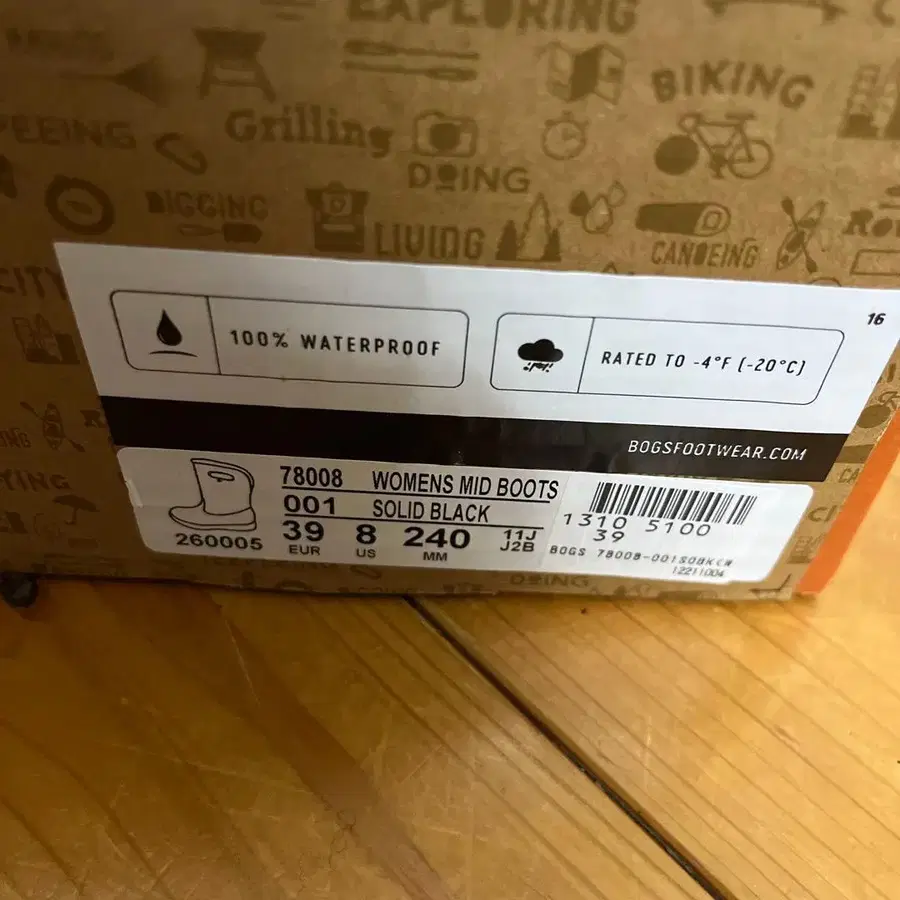 EXPLORING
BIKING
PEEING
Grilling
DOING
DIGGING
LIVING
CANOEING
CITY
16
100% WATERPROOF
RATED TO -4°F (-20°C)
BOGSFOOTWEAR.COM
78008 WOMENS MID BOOTS
001 SOLID BLACK
39 8 240 11J
EUR US MM J2B
260005
1310 5100
39
BOGS 78008-001SOBKCR
12211004
DOING